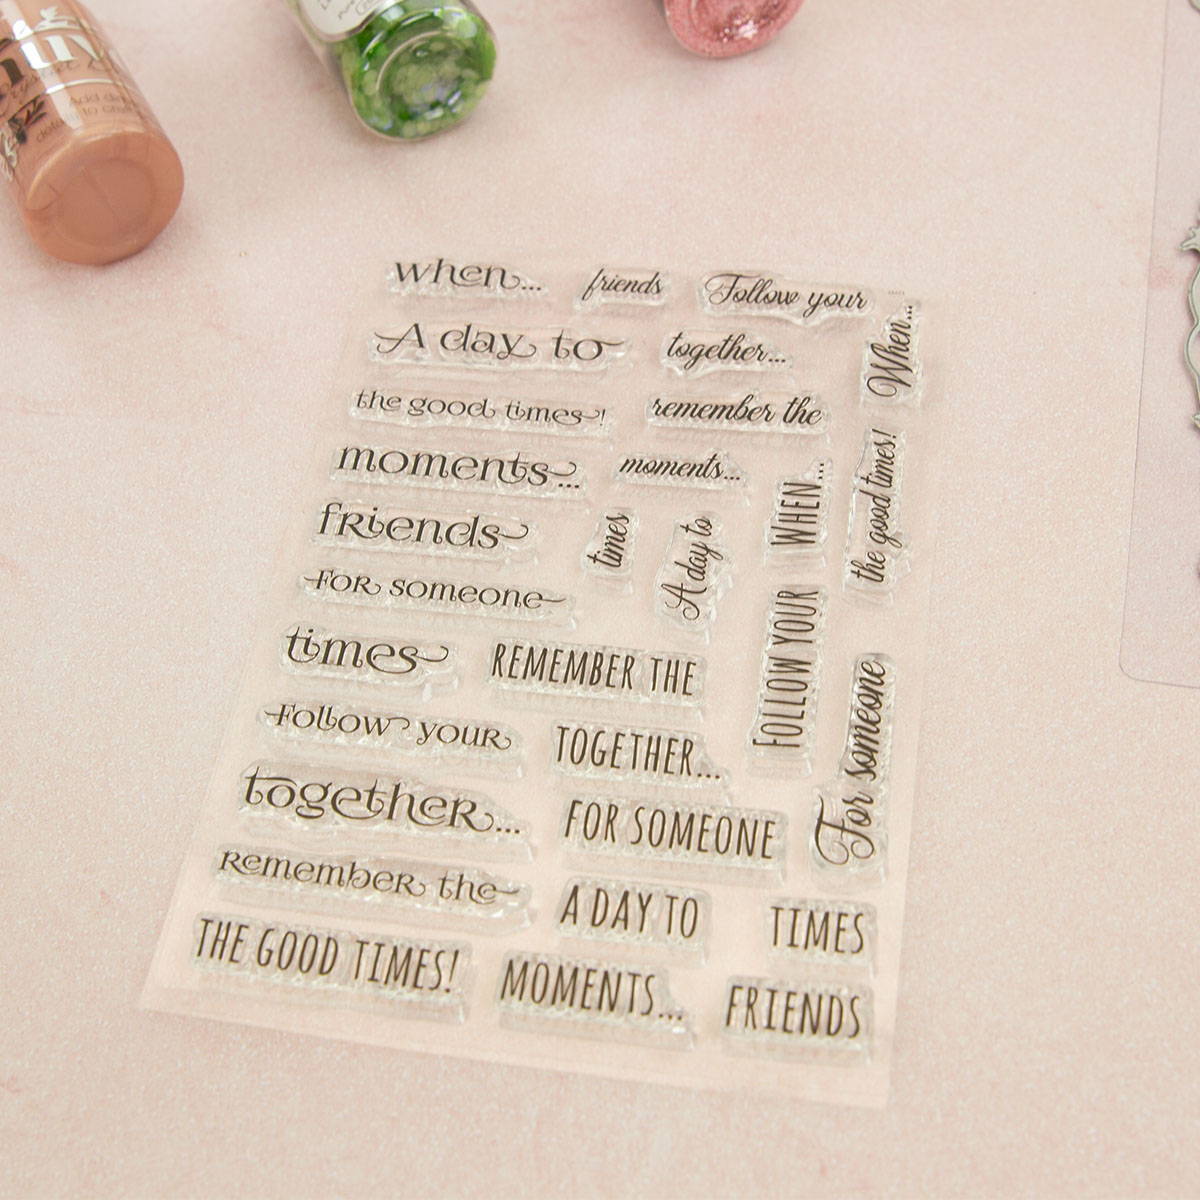 Add
to
when...
friends
Follow your
When...
A day to
together...
the good times!
remember the
moments...
moments...
WHEN...
the good times!
friends
times
A day to
For someone
FOLLOW YOUR
times
REMEMBER THE
For someone
Follow your
TOGETHER...
together...
FOR SOMEONE
Remember the
A DAY TO
TIMES
THE GOOD TIMES!
MOMENTS...
FRIENDS